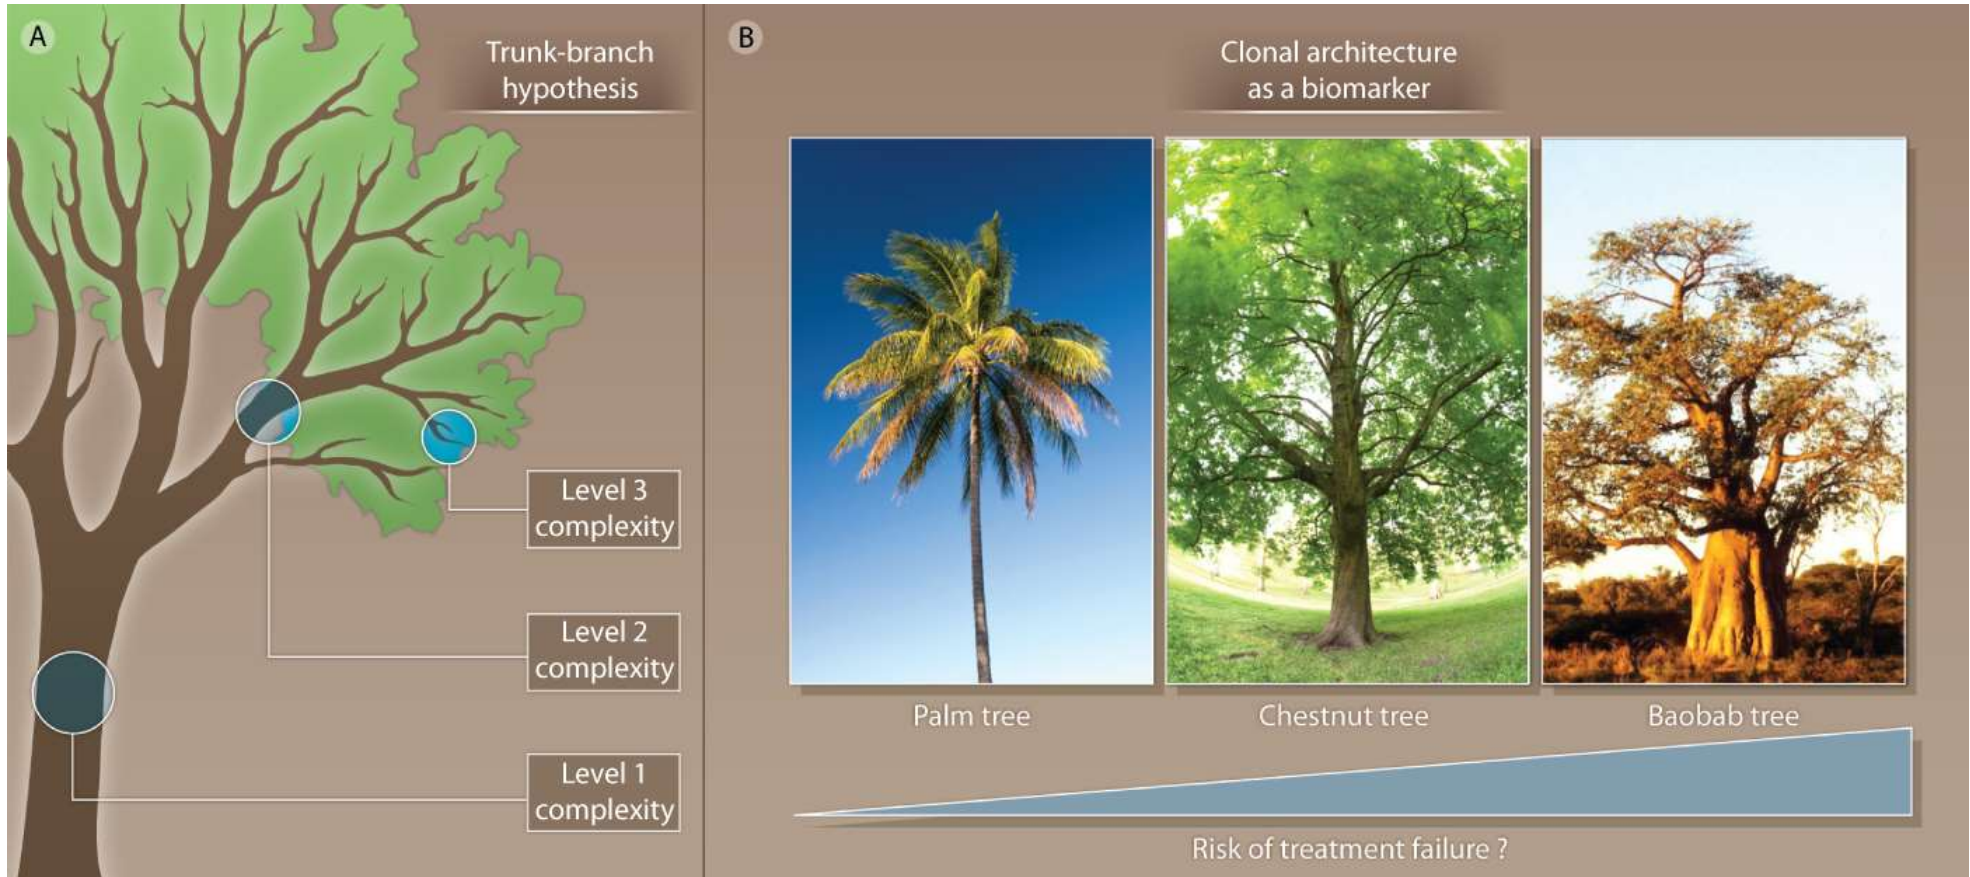 A
Trunk-branch
hypothesis
Level 3
complexity
Level 2
complexity
Level 1
complexity
B
Clonal architecture
as a biomarker
Palm tree
Chestnut tree
Baobab tree
Risk of treatment failure ?